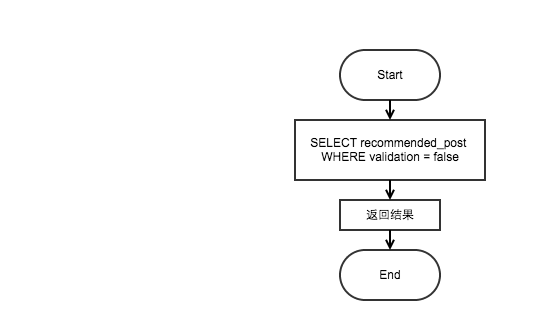 Start
SELECT recommended_post
WHERE validation = false
返回结果
End